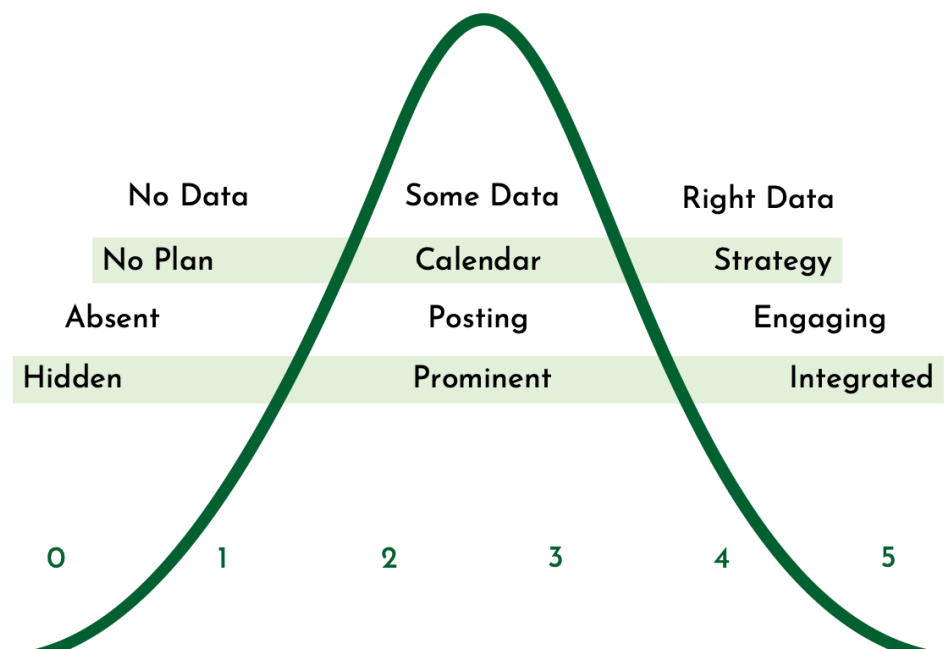 No Data Some Data Right Data
No Plan Calendar Strategy
Absent Posting Engaging
Hidden Prominent Integrated
0 1 2 3 4 5